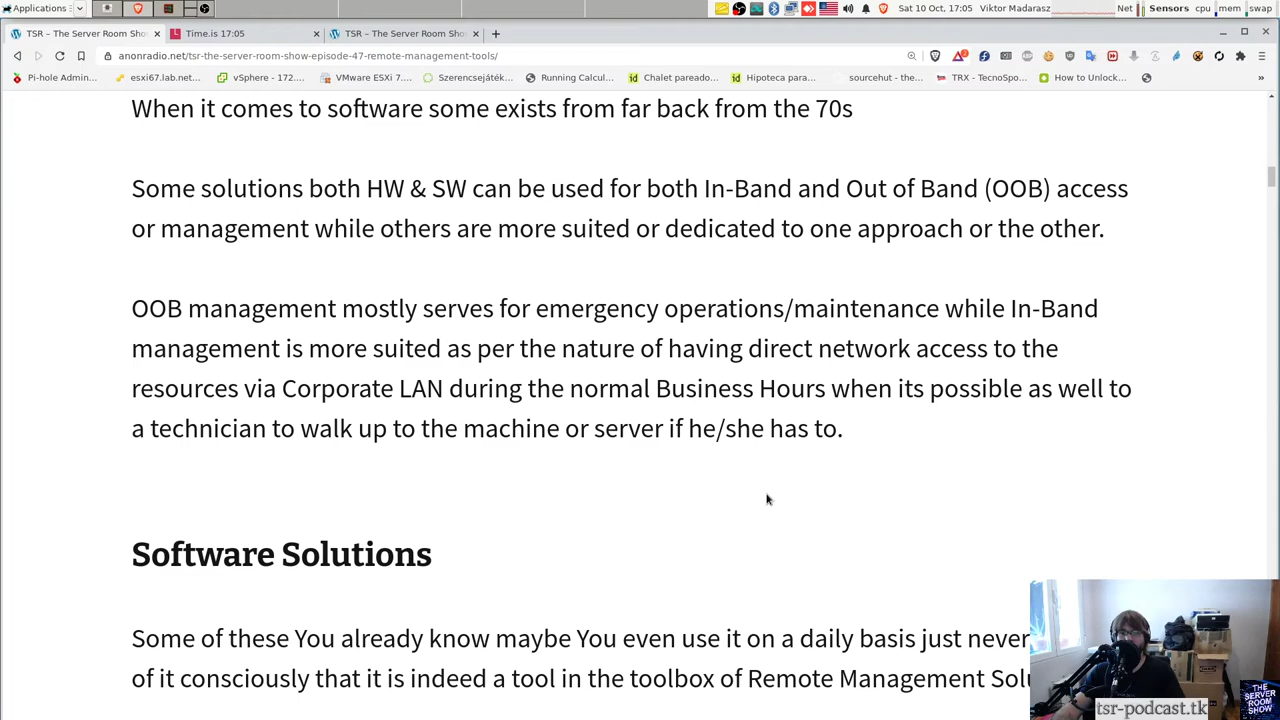 Applications
Sat 10 Oct, 17:05
Viktor Madarasz
Net
Sensors
cpu
mem
swap
TSR – The Server Room Sho
Time.is 17:05
TSR – The Server Room Sho
anonradio.net/tsr-the-server-room-show-episode-47-remote-management-tools/
Pi-hole Admin...
esxi67.lab.net...
vSphere - 172....
VMware ESXi 7....
Szerencsejáték...
Running Calcul...
Chalet pareado...
Hipoteca para...
sourcehut - the...
TRX - TecnoSpo...
How to Unlock...
When it comes to software some exists from far back from the 70s
Some solutions both HW & SW can be used for both In-Band and Out of Band (OOB) access
or management while others are more suited or dedicated to one approach or the other.
OOB management mostly serves for emergency operations/maintenance while In-Band
management is more suited as per the nature of having direct network access to the
resources via Corporate LAN during the normal Business Hours when its possible as well to
a technician to walk up to the machine or server if he/she has to.
Software Solutions
Some of these You already know maybe You even use it on a daily basis just never
of it consciously that it is indeed a tool in the toolbox of Remote Management Solu
tsr-podcast.tk
THE
SERVER
ROOM
SHOW